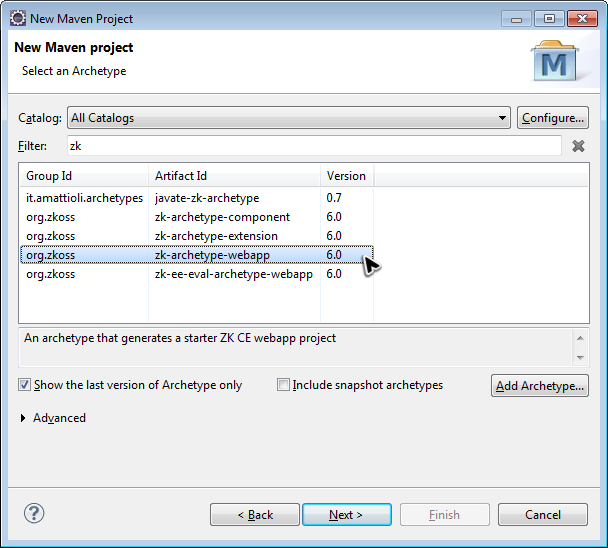 New Maven Project
New Maven project
Select an Archetype
M
Catalog: All Catalogs Configure...
Filter: zk
Group Id Artifact Id Version
it.amattioli.archetypes javate-zk-archetype 0.7
org.zkoss zk-archetype-component 6.0
org.zkoss zk-archetype-extension 6.0
org.zkoss zk-archetype-webapp 6.0
org.zkoss zk-ee-eval-archetype-webapp 6.0
An archetype that generates a starter ZK CE webapp project
Show the last version of Archetype only Include snapshot archetypes Add Archetype...
Advanced
? < Back Next > Finish Cancel